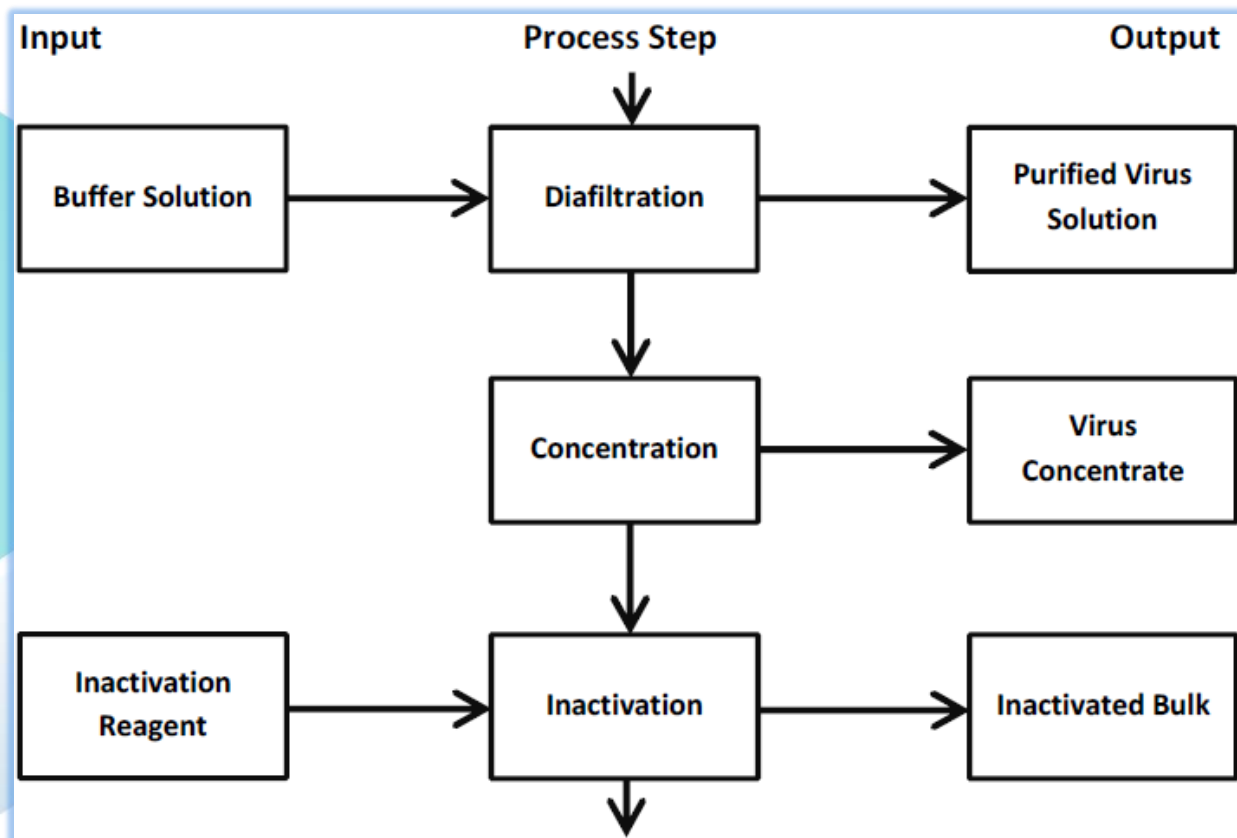 Input Process Step Output
Buffer Solution
Diafiltration
Purified Virus
Solution
Concentration
Virus
Concentrate
Inactivation
Reagent
Inactivation
Inactivated Bulk